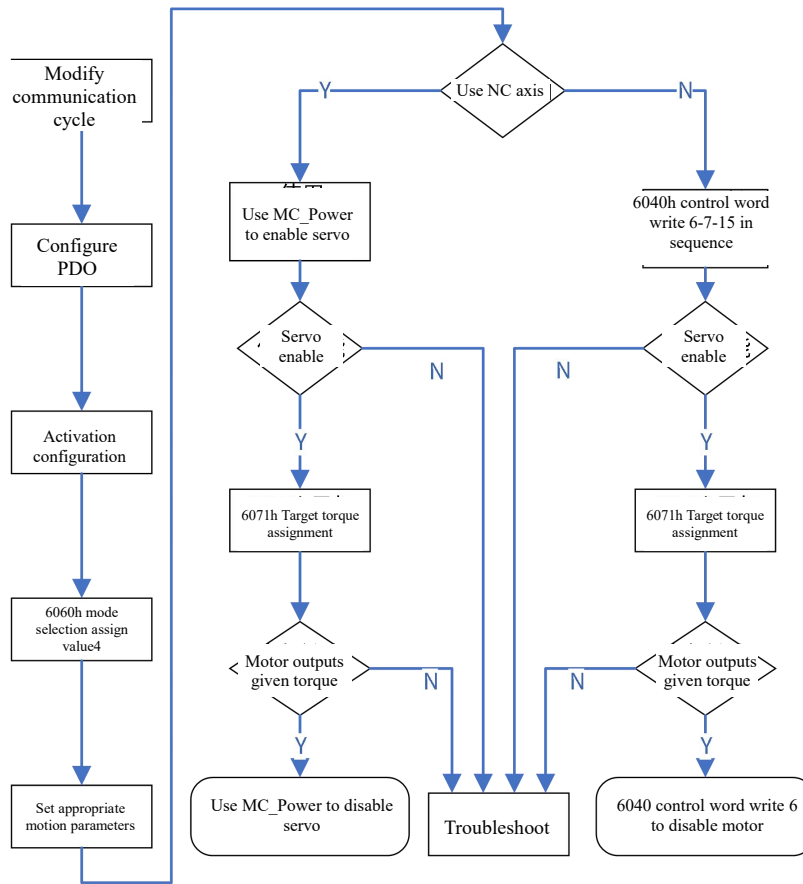 Modify
communication
cycle
Configure
PDO
Activation
configuration
6060h mode
selection assign
value4
Set appropriate
motion parameters
Use NC axis
Y
N
Use MC_Power
to enable servo
6040h control word
write 6-7-15 in
sequence
Servo
enable
N
Y
Servo
enable
N
Y
6071h Target torque
assignment
6071h Target torque
assignment
Motor outputs
given torque
N
Y
Motor outputs
given torque
N
Y
Use MC_Power to disable
servo
Troubleshoot
6040 control word write 6
to disable motor